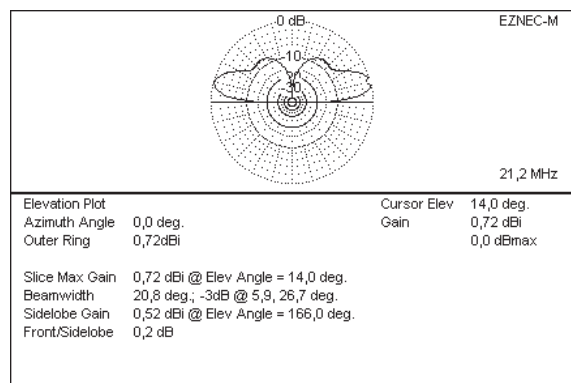 0 dB
EZNEC-M
-10
-30
21,2 MHz
Elevation Plot
Cursor Elev 14,0 deg.
Azimuth Angle 0,0 deg.
Gain 0,72 dBi
Outer Ring 0,72dBi
0,0 dBmax
Slice Max Gain 0,72 dBi @ Elev Angle = 14,0 deg.
Beamwidth 20,8 deg.; -3dB @ 5,9, 26,7 deg.
Sidelobe Gain 0,52 dBi @ Elev Angle = 166,0 deg.
Front/Sidelobe 0,2 dB